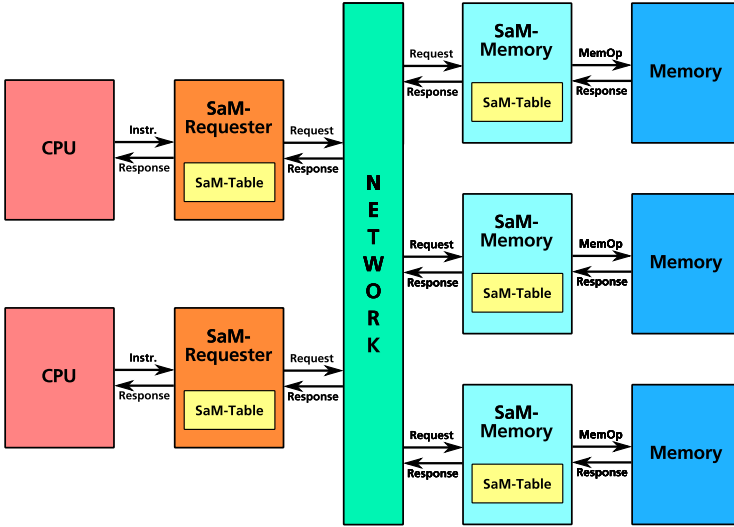 CPU
Instr.
Response
SaM-
Requester
SaM-Table
Request
Response
CPU
Instr.
Response
SaM-
Requester
SaM-Table
Request
Response
N
E
T
W
O
R
K
Request
Response
SaM-
Memory
SaM-Table
MemOp
Response
Memory
Request
Response
SaM-
Memory
SaM-Table
MemOp
Response
Memory
Request
Response
SaM-
Memory
SaM-Table
MemOp
Response
Memory